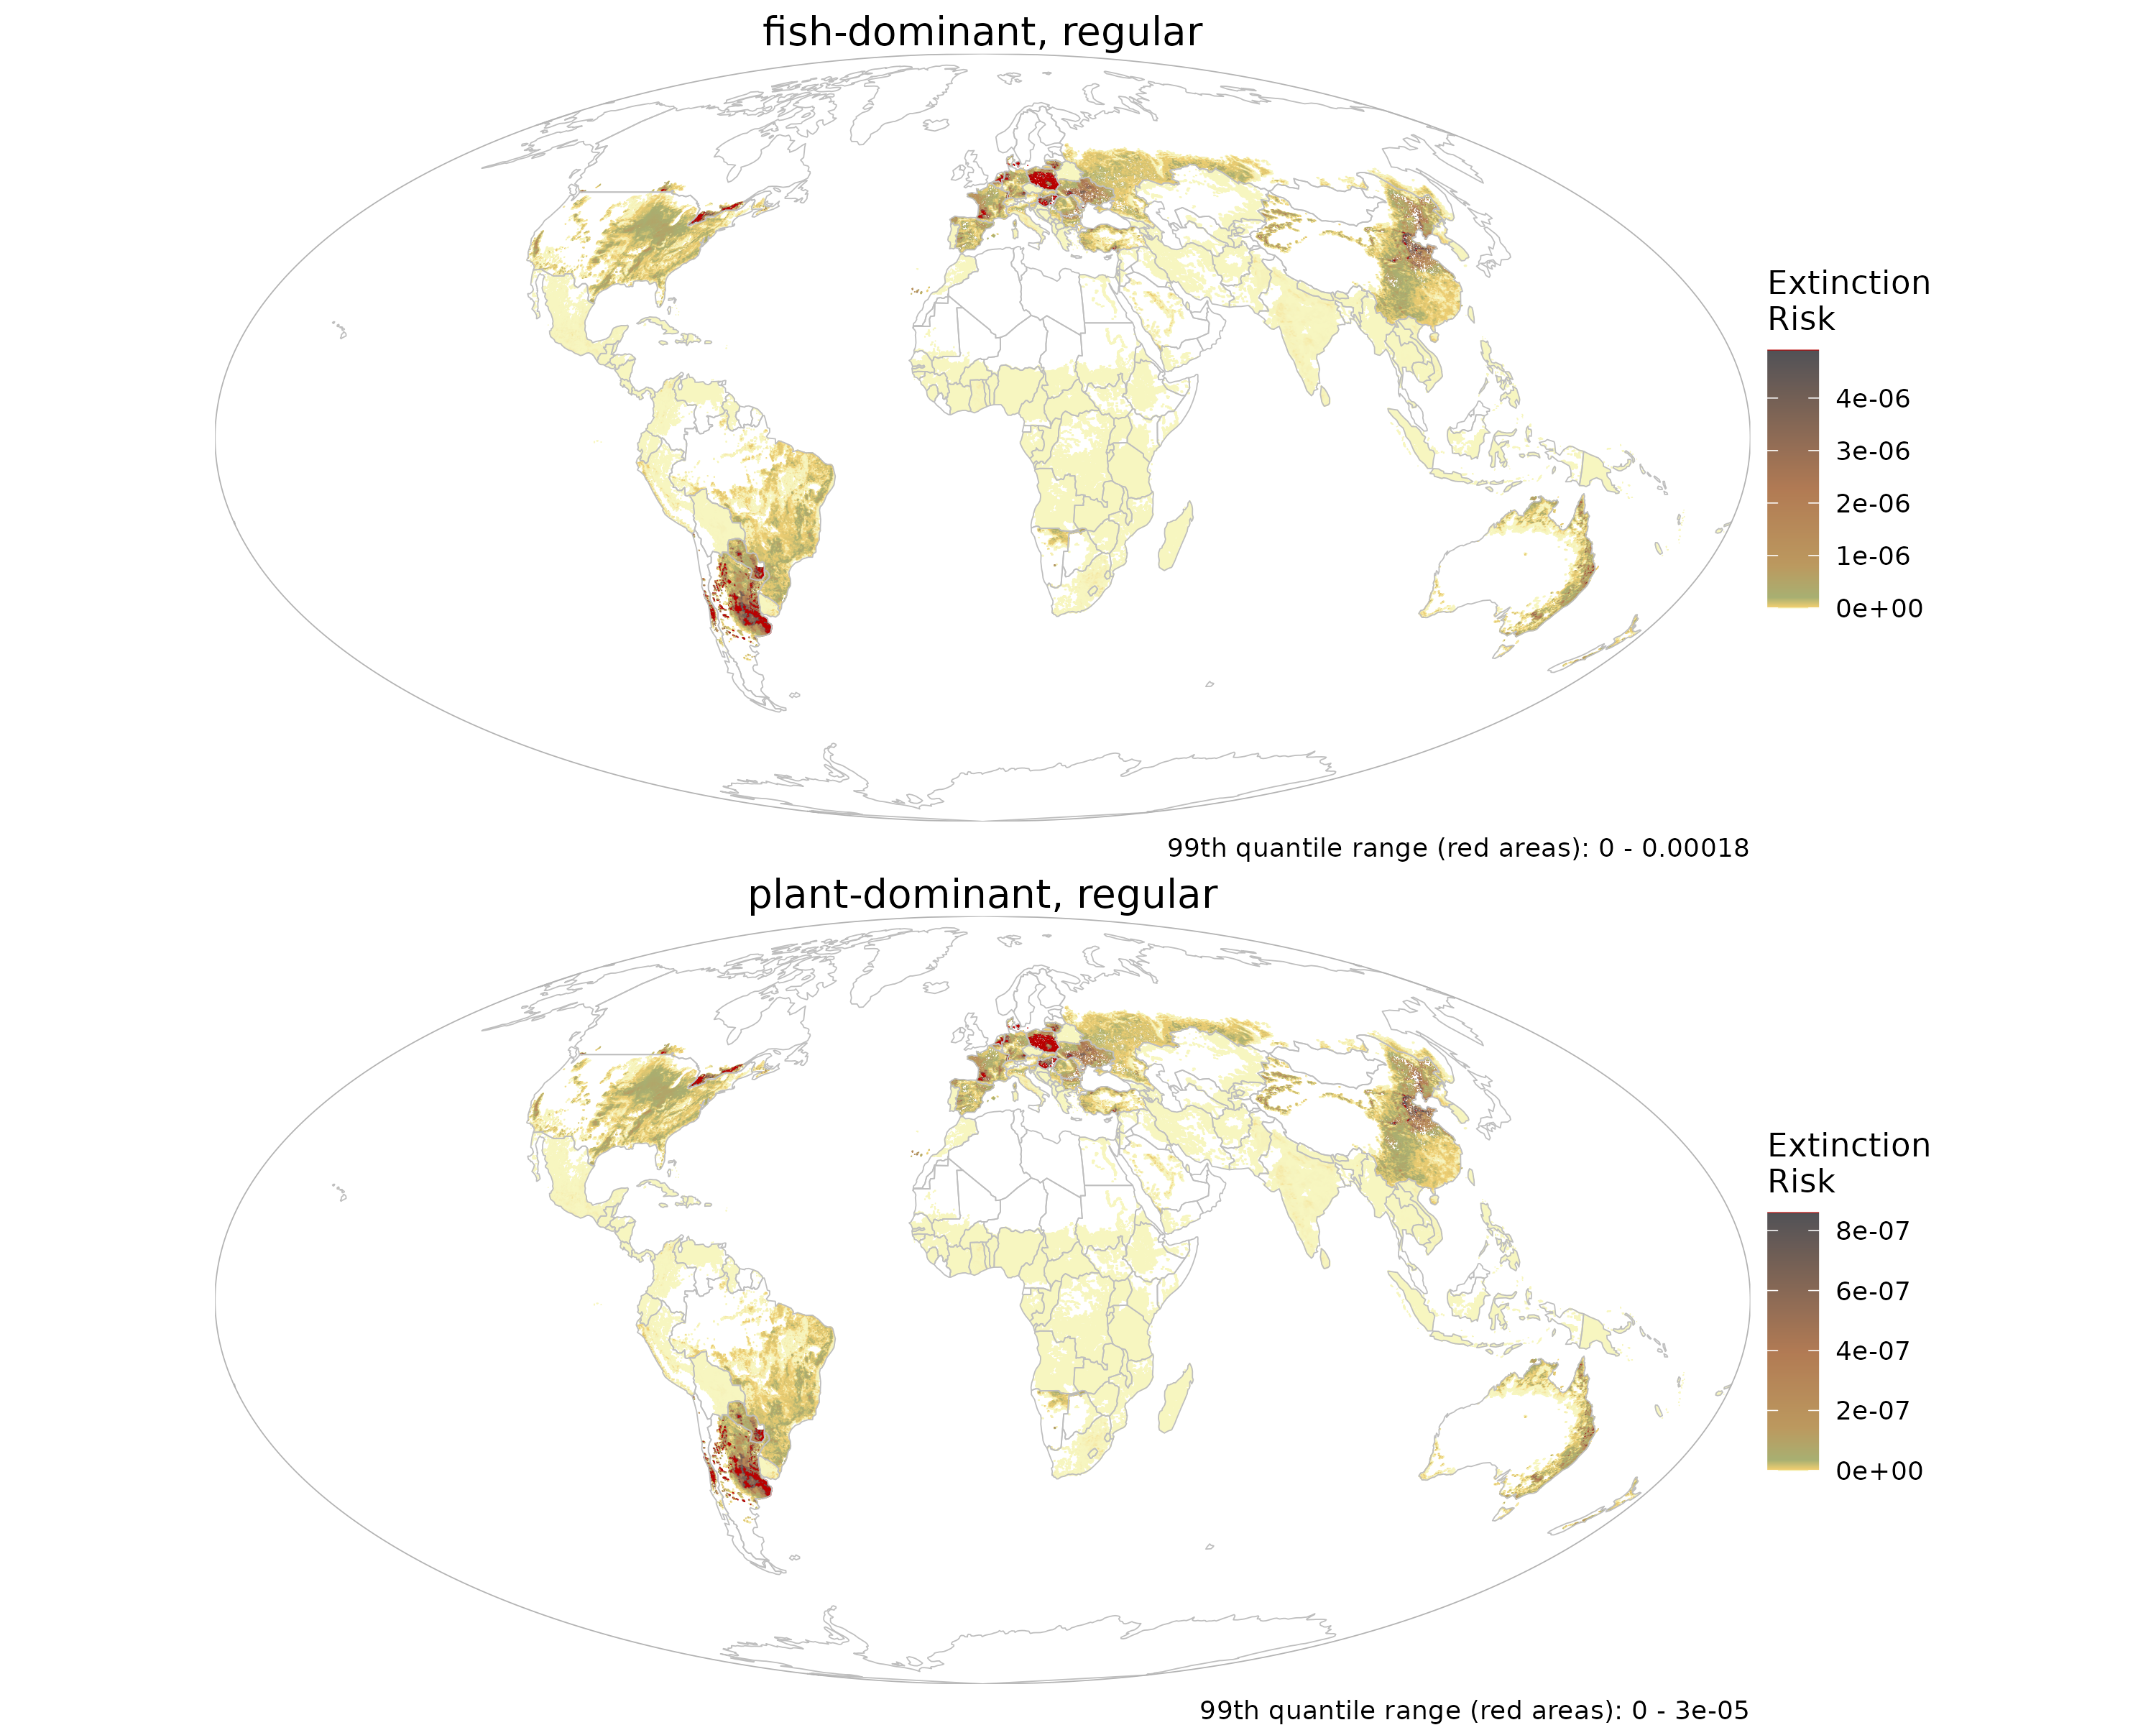 fish-dominant, regular
Extinction
Risk
4e-06
3e-06
2e-06
1e-06
0e+00
99th quantile range (red areas): 0 - 0.00018
plant-dominant, regular
Extinction
Risk
8e-07
6e-07
4e-07
2e-07
0e+00
99th quantile range (red areas): 0 - 3e-05